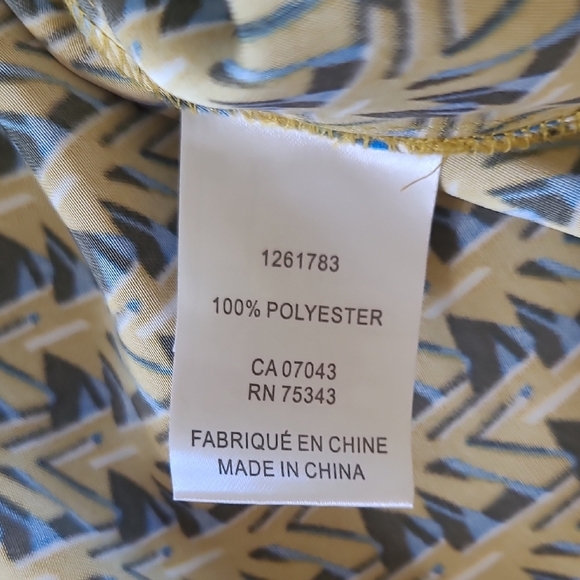 1261783
100% POLYESTER
CA 07043
RN 75343
FABRIQUÉ EN CHINE
MADE IN CHINA